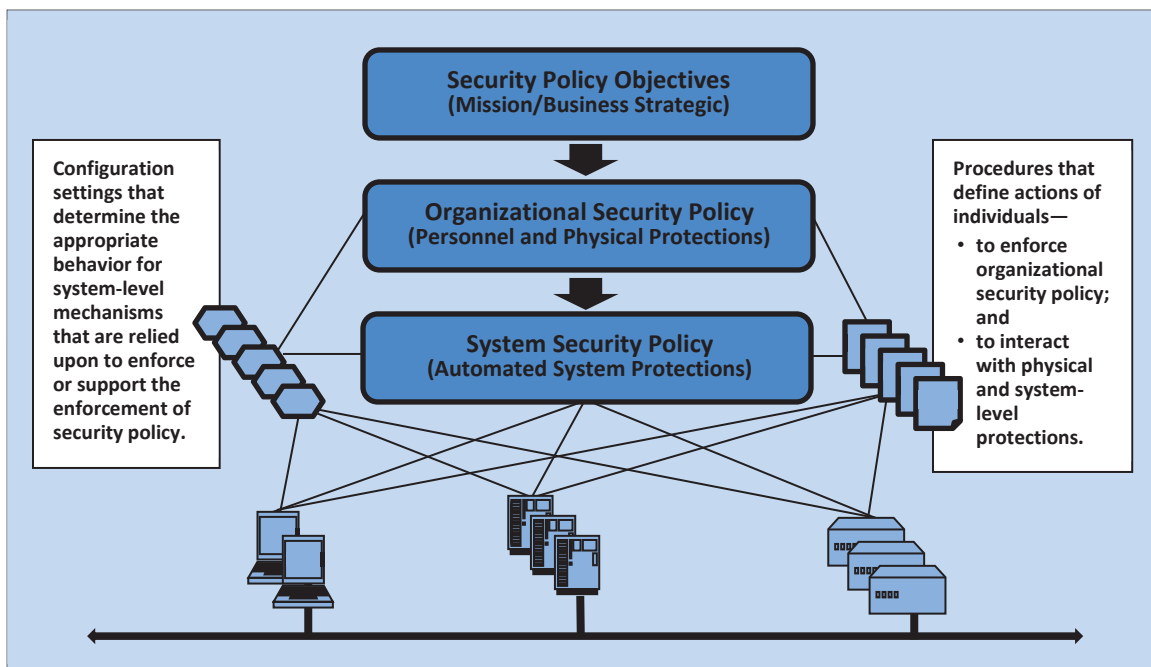 Security Policy Objectives
(Mission/Business Strategic)
Configuration
settings that
determine the
appropriate
behavior for
system-level
mechanisms
that are relied
upon to enforce
or support the
enforcement of
security policy.
Organizational Security Policy
(Personnel and Physical Protections)
System Security Policy
(Automated System Protections)
Procedures that
define actions of
individuals—
• to enforce
organizational
security policy;
and
• to interact
with physical
and system-
level
protections.